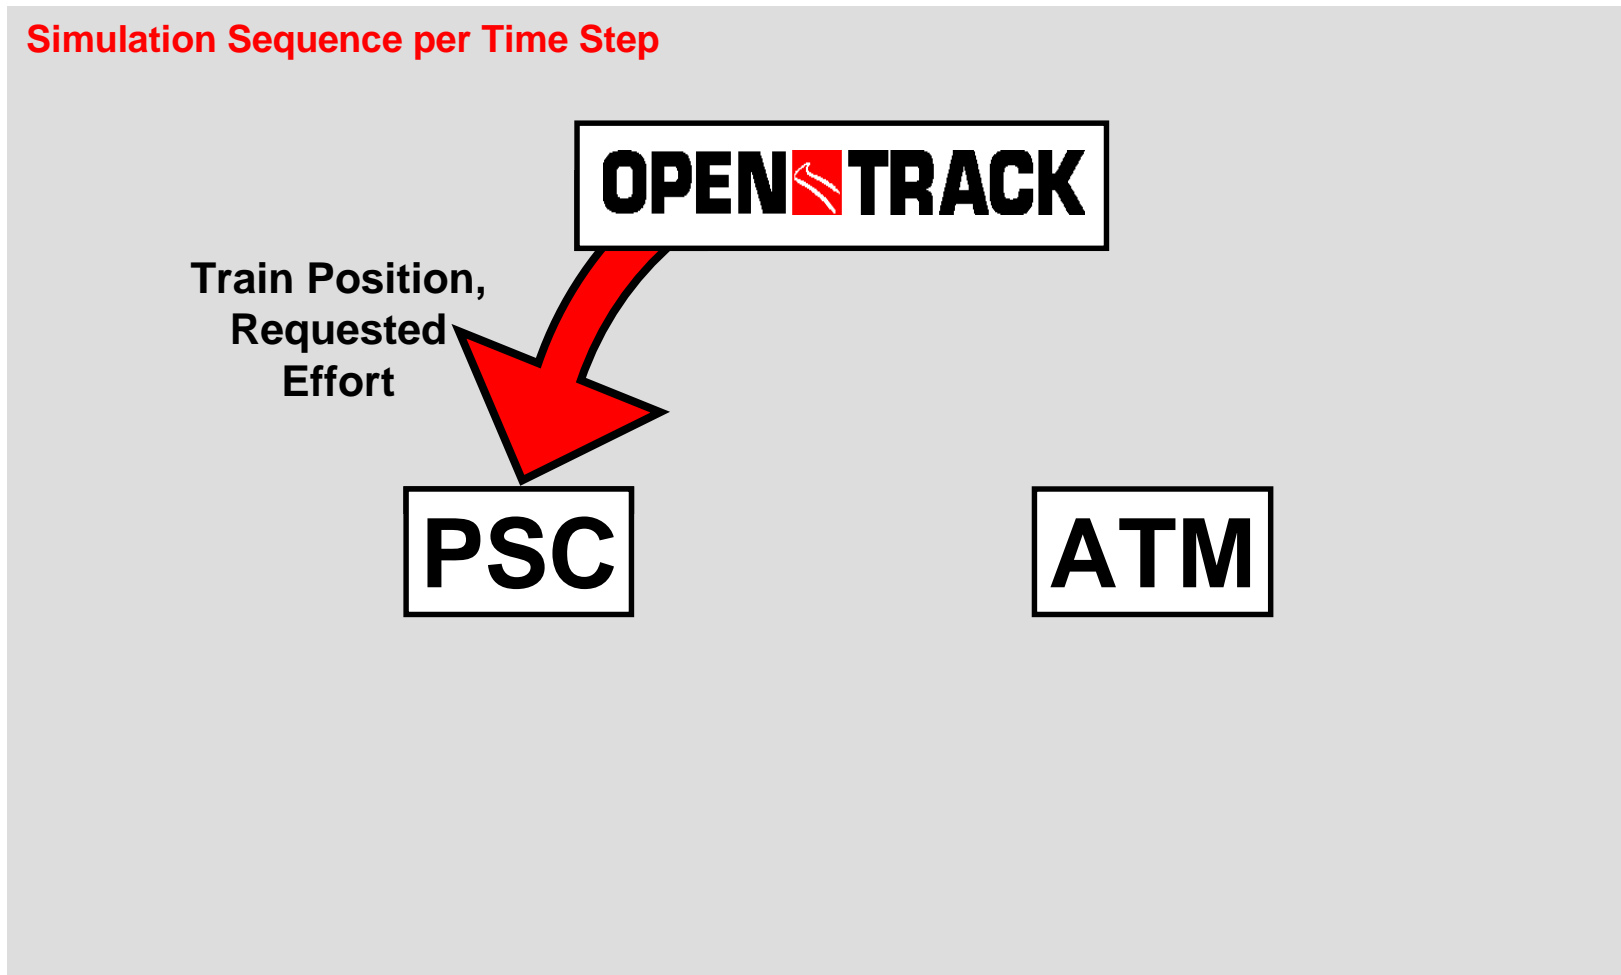 Simulation Sequence per Time Step
OPEN TRACK
Train Position,
Requested
Effort
PSC
ATM